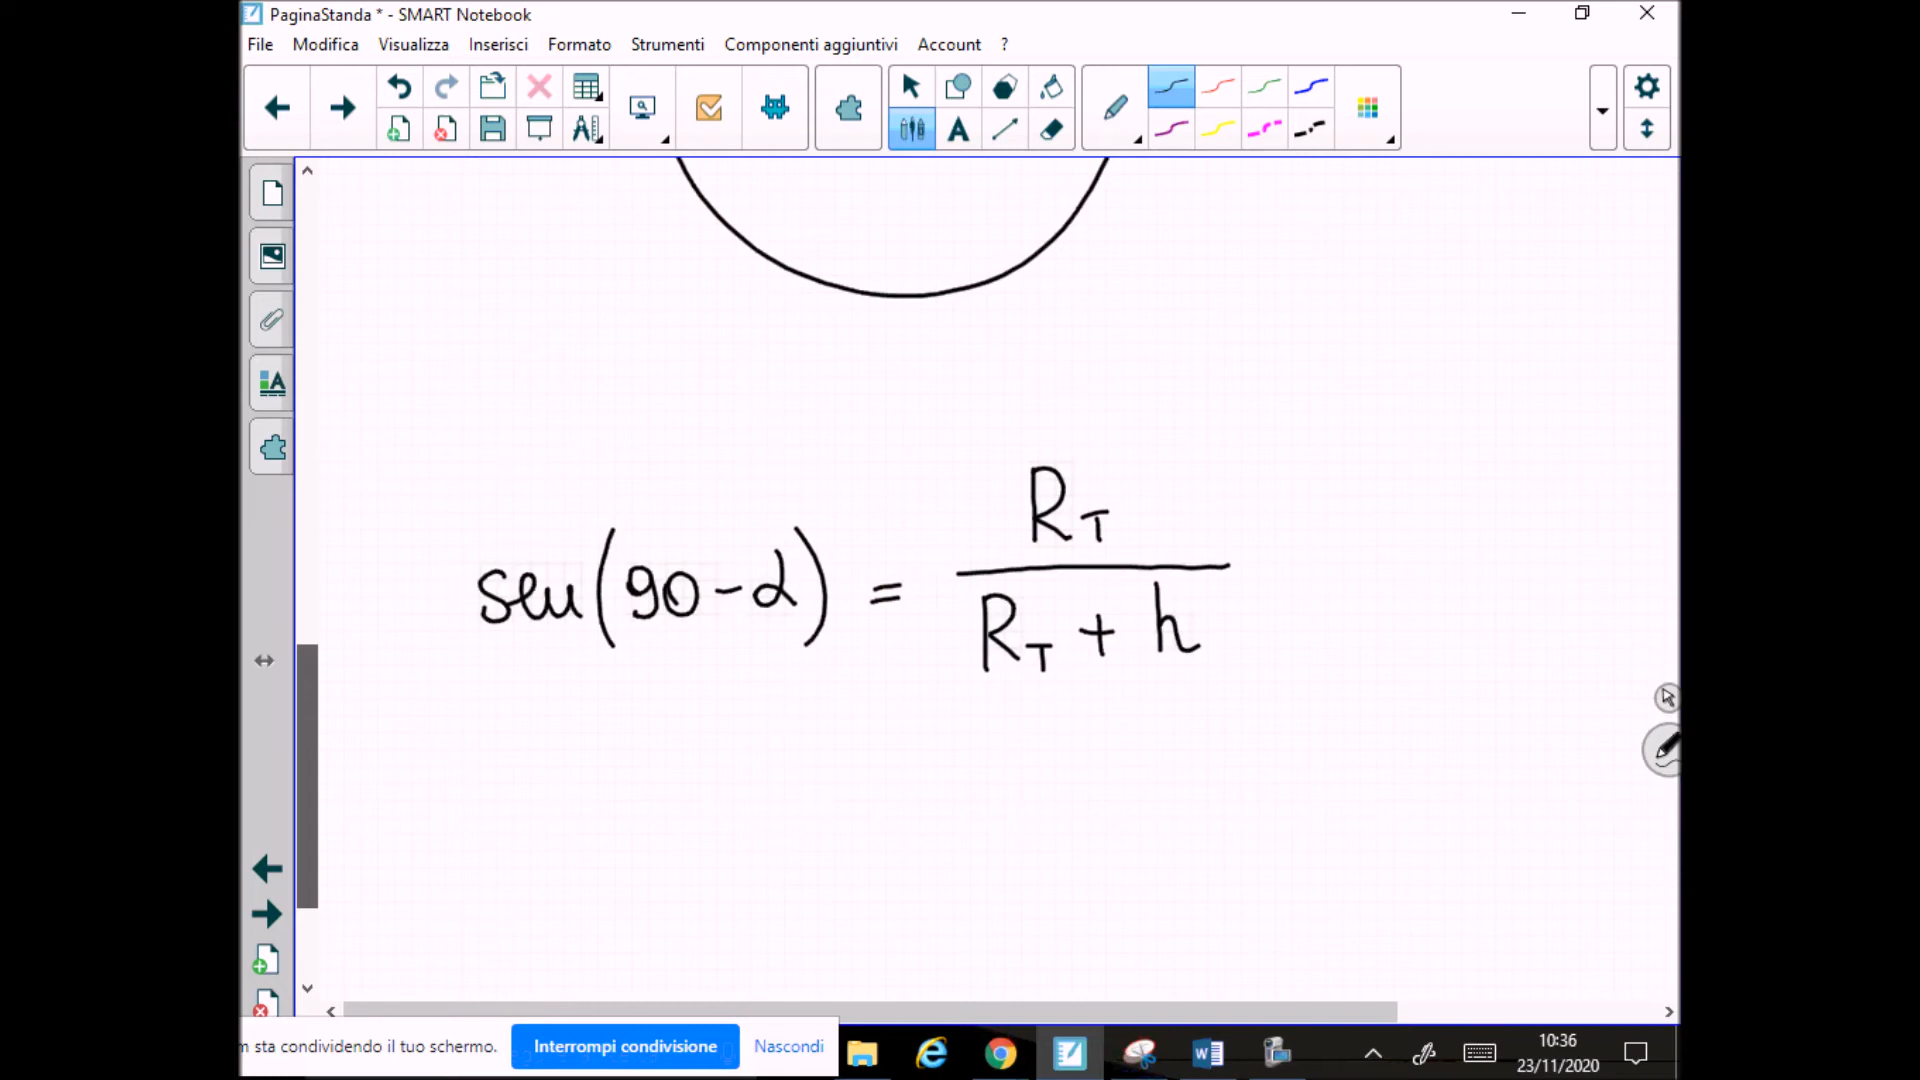 PaginaStanda * - SMART Notebook
File Modifica Visualizza Inserisci Formato Strumenti Componenti aggiuntivi Account ?
sen(90-α) = R_T / (R_T + h)
m sta condividendo il tuo schermo. Interrompi condivisione Nascondi
10:36
23/11/2020